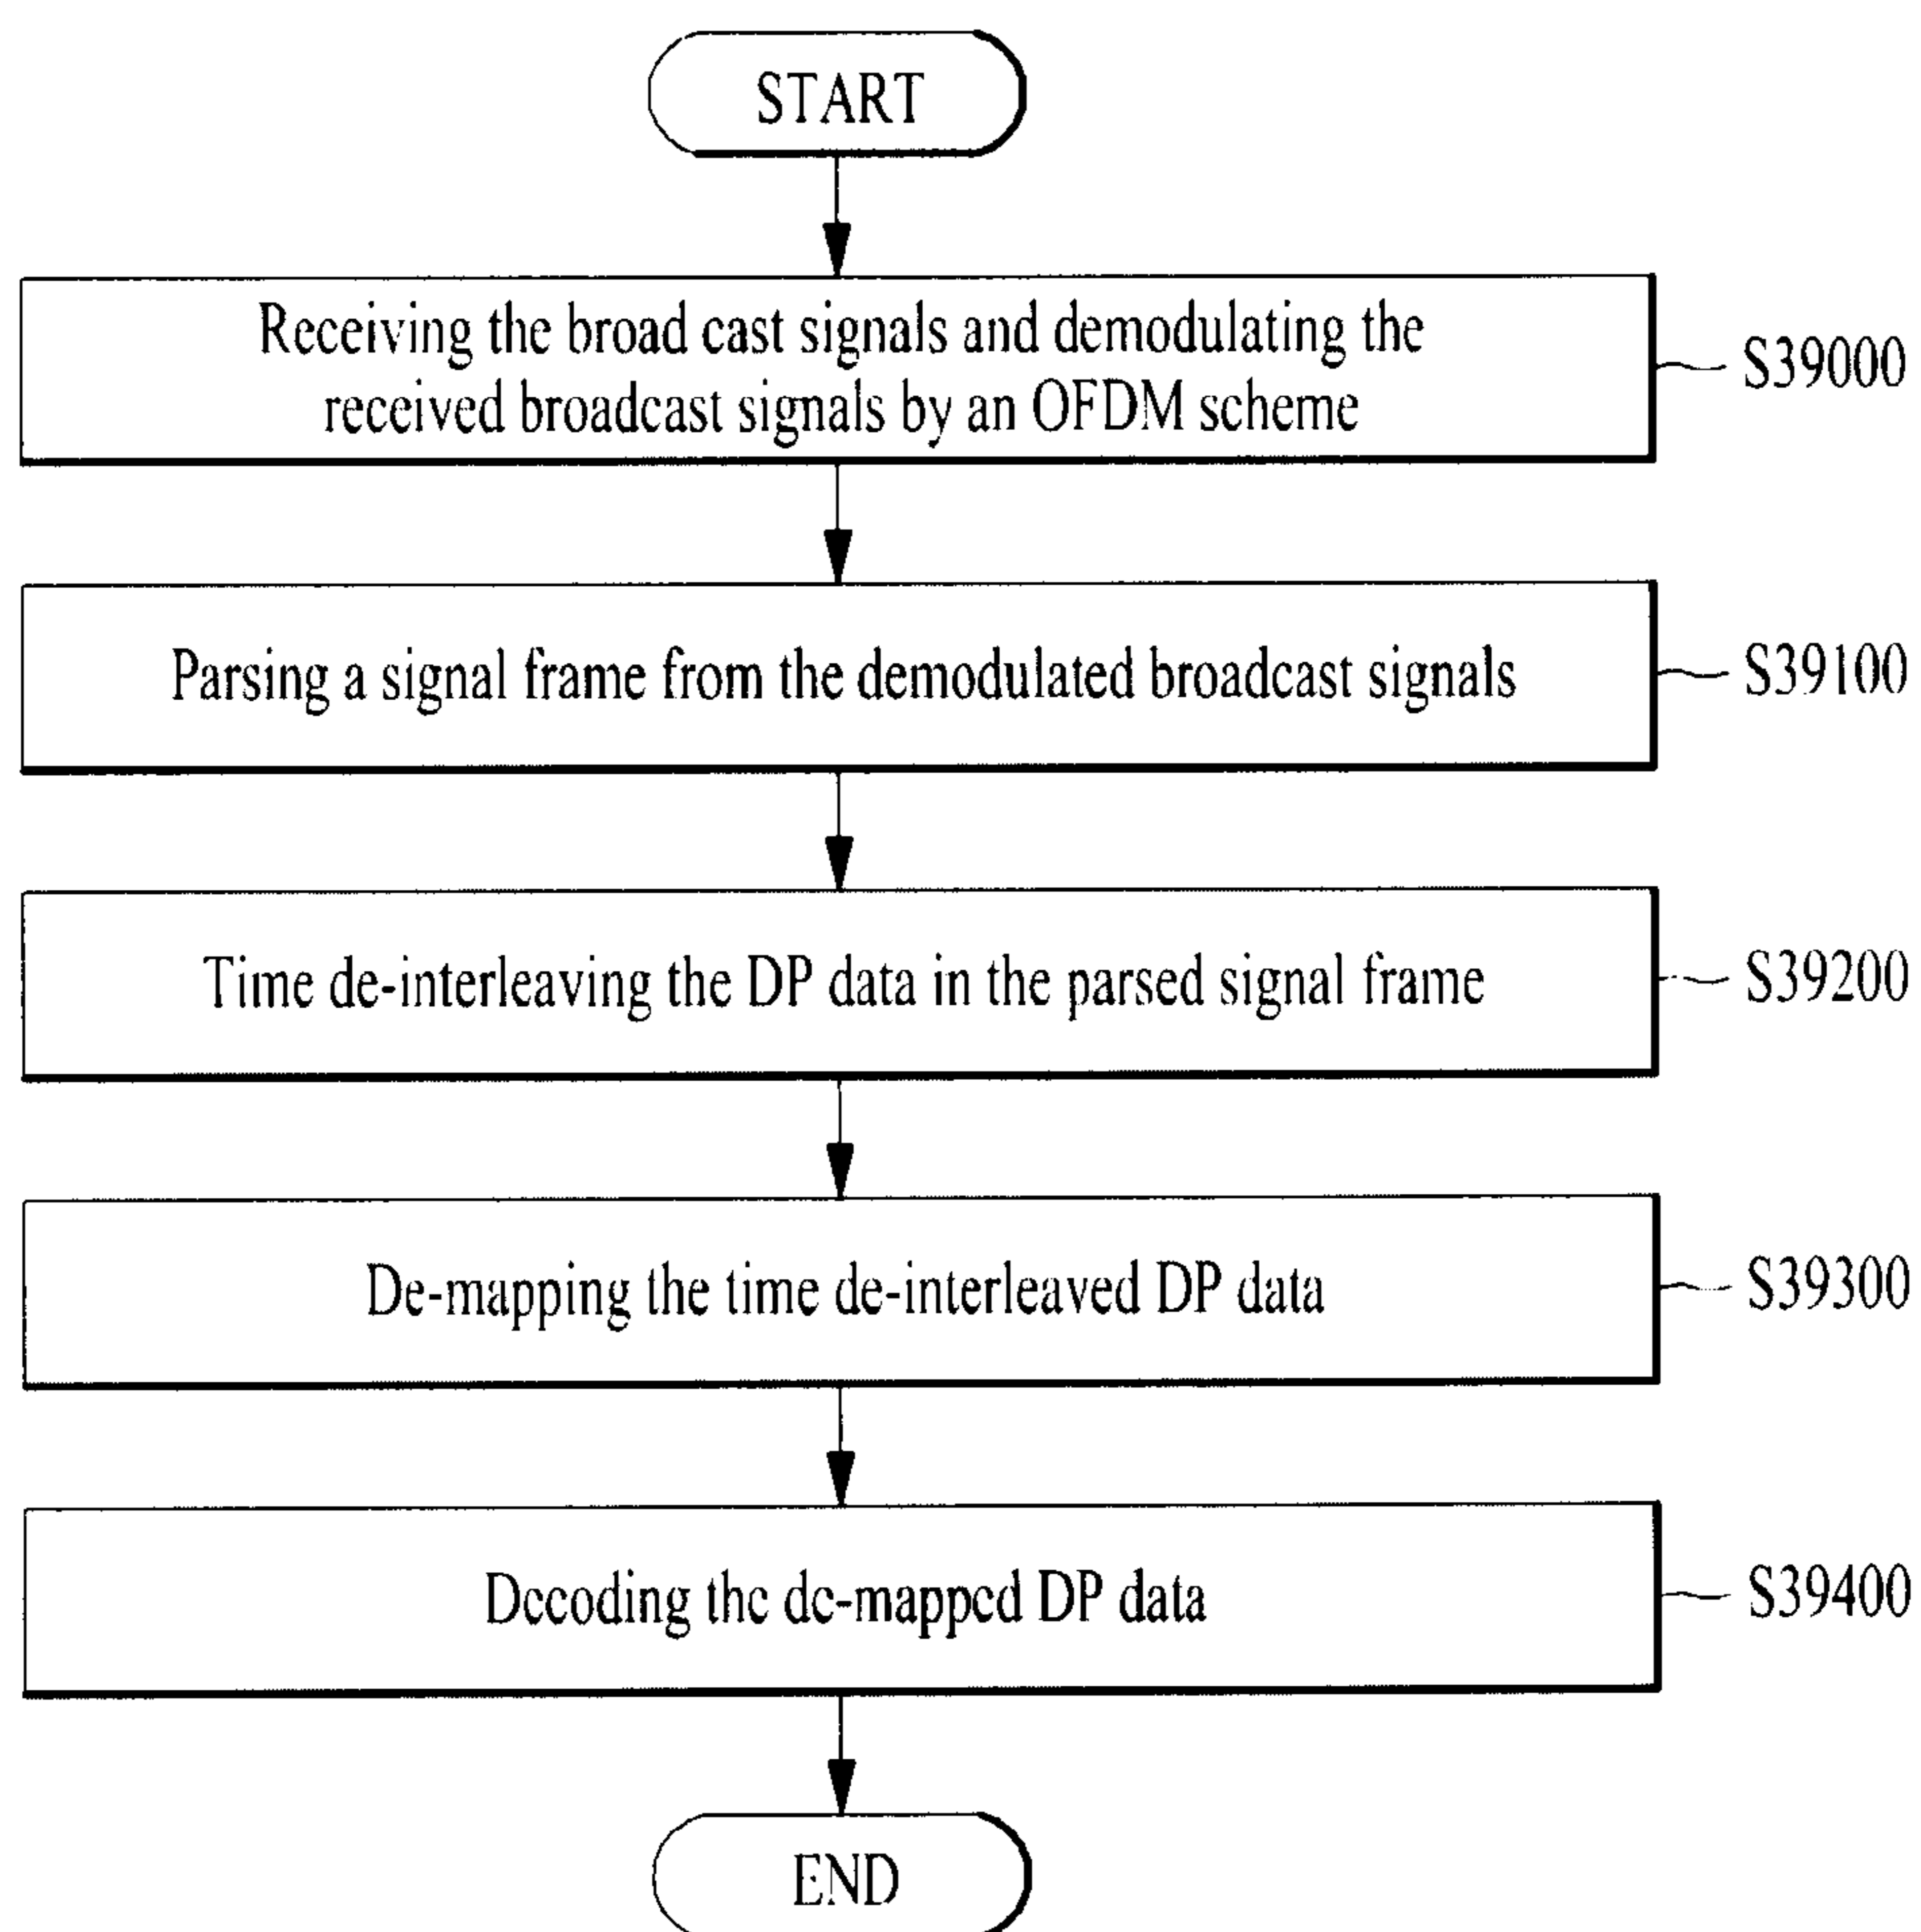 START
Receiving the broad cast signals and demodulating the
received broadcast signals by an OFDM scheme
S39000
Parsing a signal frame from the demodulated broadcast signals
S39100
Time de-interleaving the DP data in the parsed signal frame
S39200
De-mapping the time de-interleaved DP data
S39300
Decoding the de-mapped DP data
S39400
END